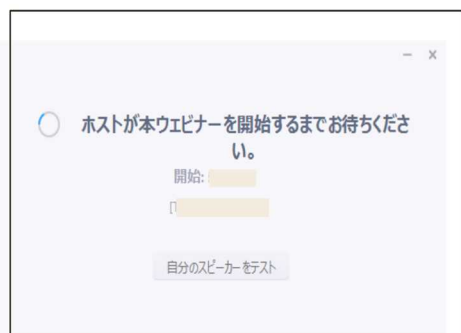 ホストが本ウェビナーを開始するまでお待ちくださ
い。
開始:
自分のスピーカーをテスト